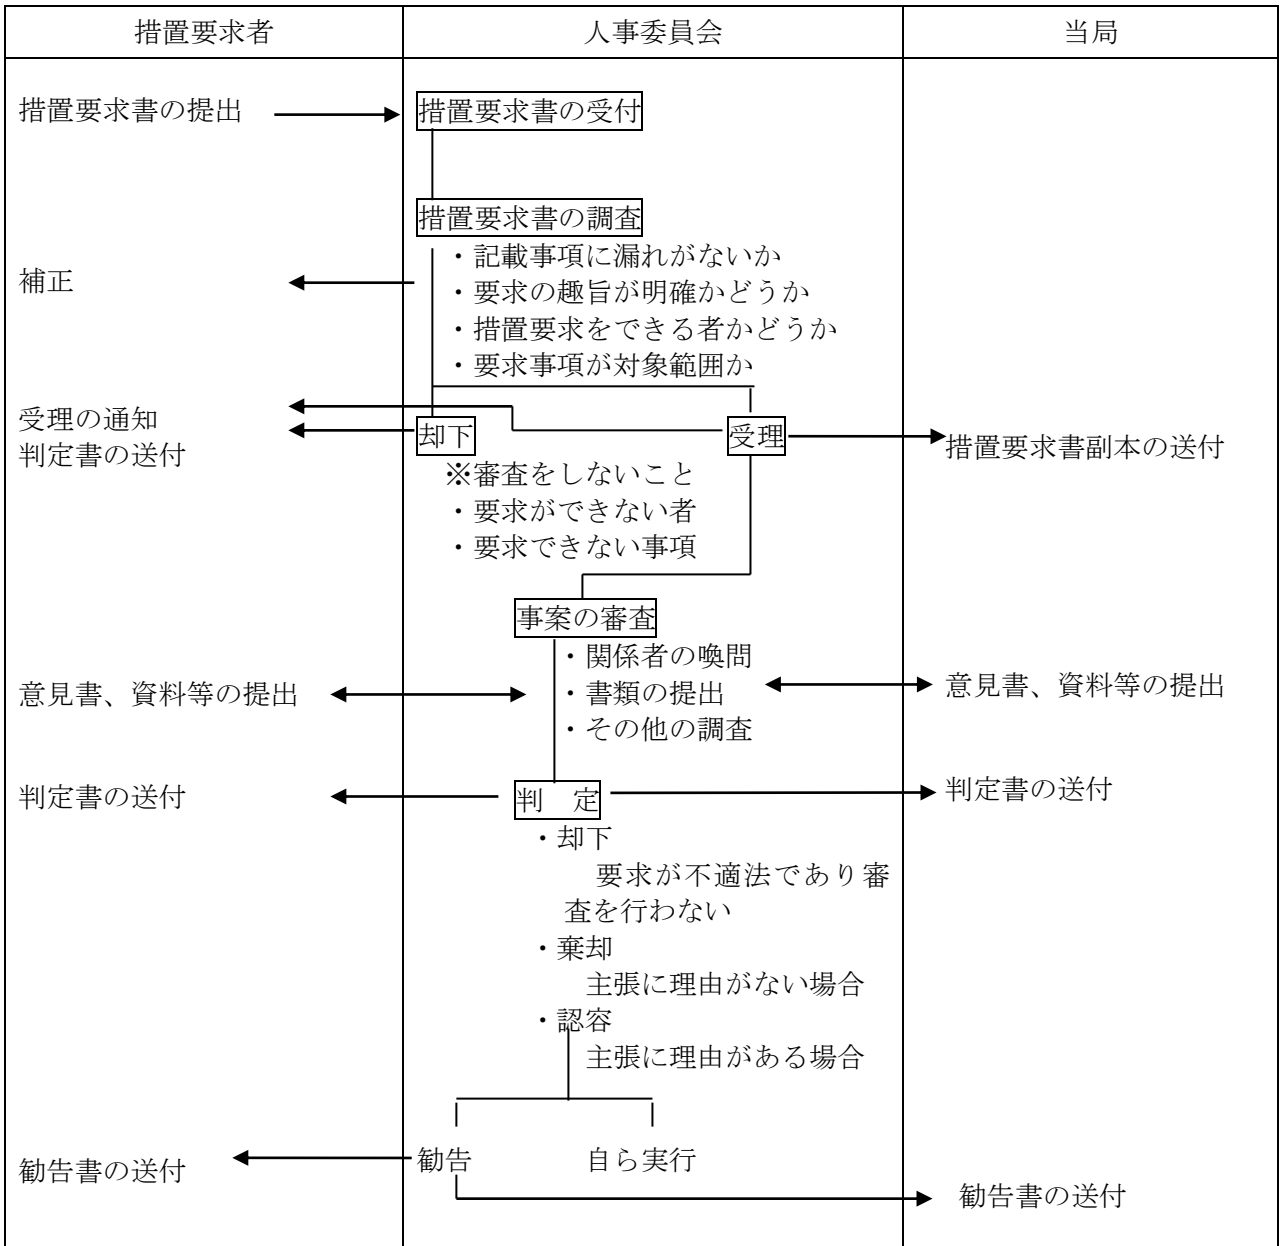 措置要求者
人事委員会
当局
措置要求書の提出
措置要求書の受付
措置要求書の調査
・記載事項に漏れがないか
補正
・要求の趣旨が明確かどうか
・措置要求をできる者かどうか
・要求事項が対象範囲か
受理の通知
判定書の送付
却下
受理
措置要求書副本の送付
※審査をしないこと
・要求ができない者
・要求できない事項
事案の審査
・関係者の喚問
意見書、資料等の提出
・書類の提出
意見書、資料等の提出
・その他の調査
判定書の送付
判　定
判定書の送付
・却下
要求が不適法であり審
査を行わない
・棄却
主張に理由がない場合
・認容
主張に理由がある場合
勧告書の送付
勧告
自ら実行
勧告書の送付